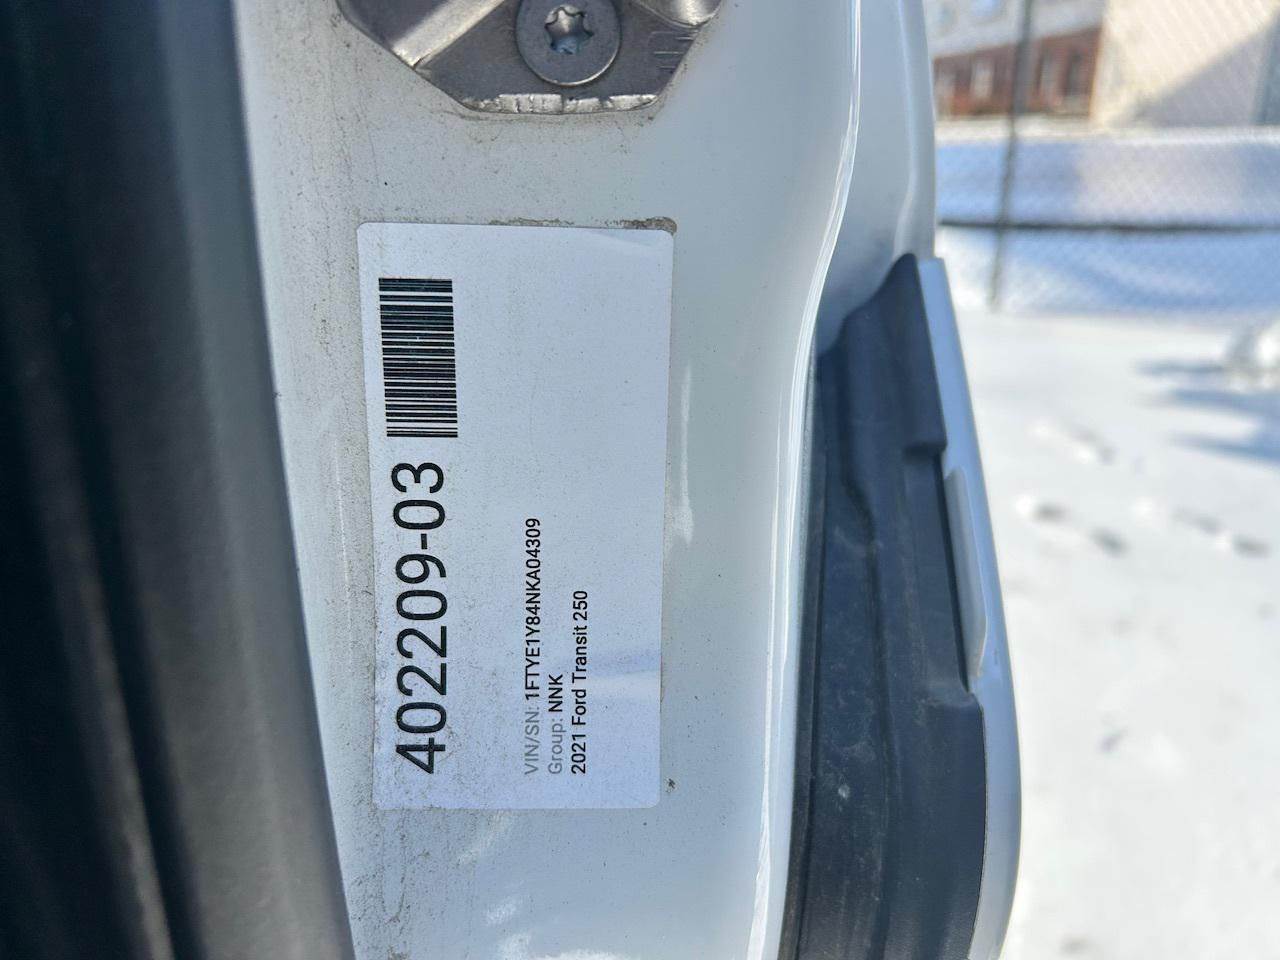 402209-03
VIN/SN: 1FTYE1Y84NKA04309
Group: NNK
2021 Ford Transit 250